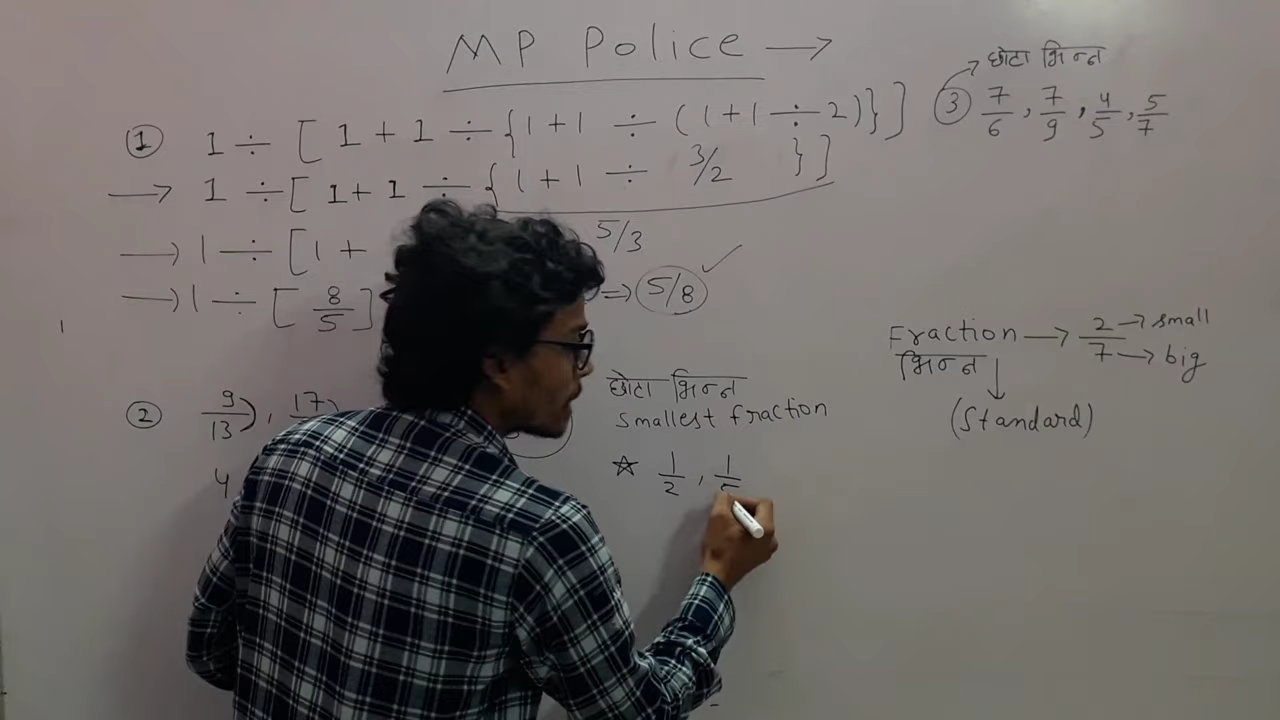 MP Police →
① 1 ÷ [ 1 + 1 ÷ { 1 + 1 ÷ ( 1 + 1 ÷ 2 ) } ]
→ 1 ÷ [ 1 + 1 ÷ { 1 + 1 ÷ 3/2 } ]
→ 1 ÷ [ 1 + 5/3
→ 1 ÷ [ 8/5 ] ⇒ 5/8 ✓
② 9/13 ) , 17
4
छोटा भिन्न
smallest fraction
☆ 1/2 , 1
छोटा भिन्न
③ 7/6 , 7/9 , 4/5 , 5/7
Fraction → 2/7 → small → big
भिन्न ↓
(Standard)